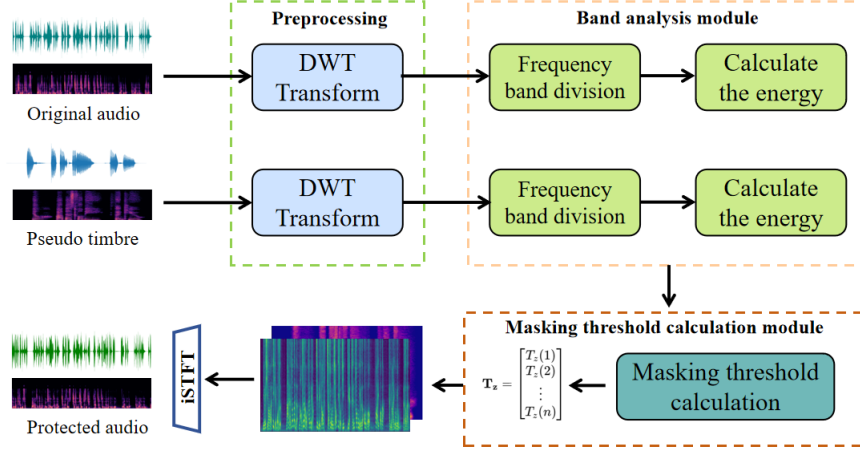 Preprocessing
Band analysis module
DWT
Transform
Frequency
band division
Calculate
the energy
Original audio
DWT
Transform
Frequency
band division
Calculate
the energy
Pseudo timbre
Masking threshold calculation module
T_z = [T_z(1)
T_z(2)
⋮
T_z(n)]
Masking threshold
calculation
iSTFT
Protected audio